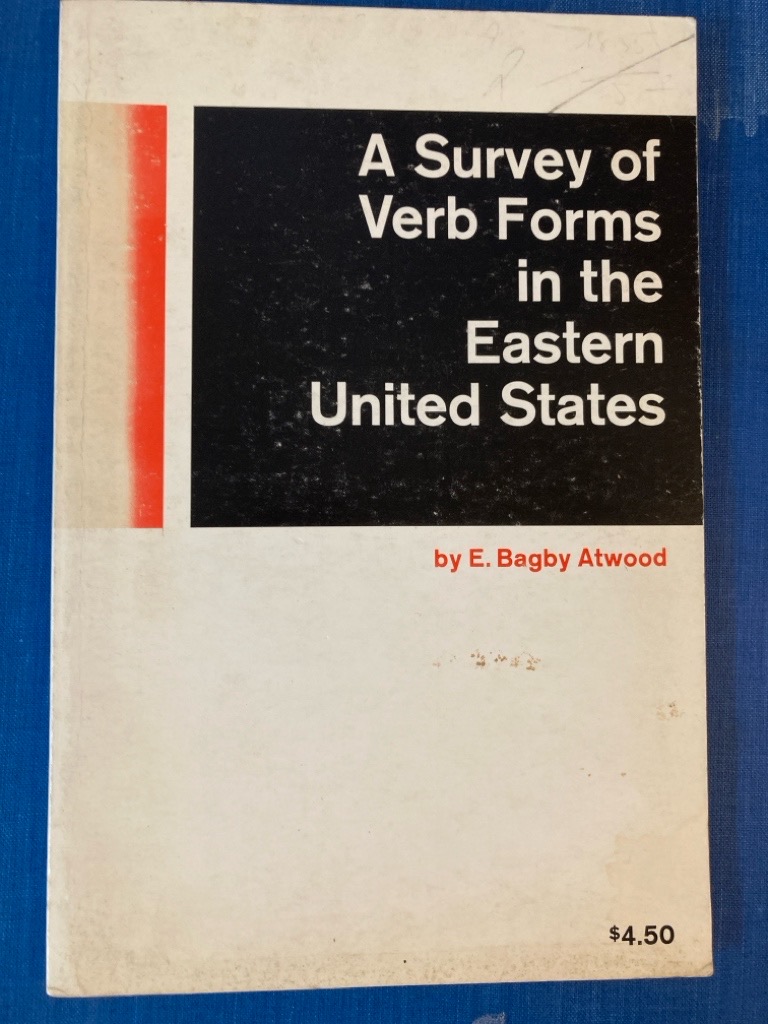 A Survey of
Verb Forms
in the
Eastern
United States
by E. Bagby Atwood
$4.50